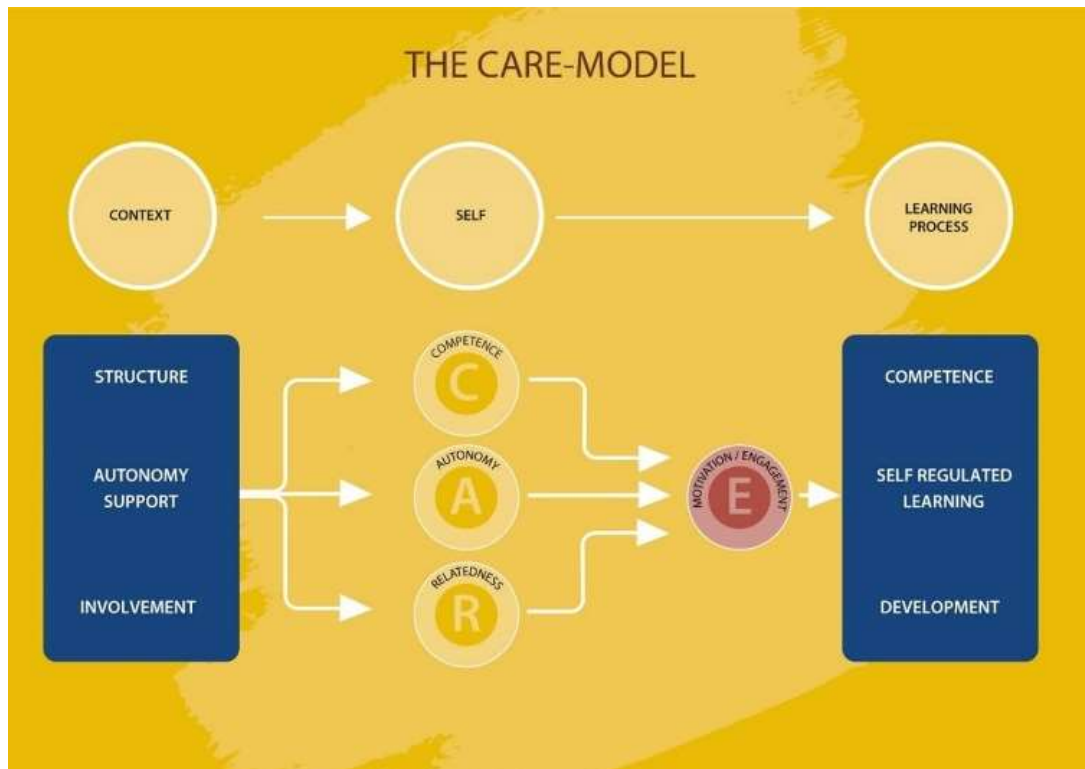 THE CARE-MODEL
CONTEXT
SELF
LEARNING
PROCESS
STRUCTURE
AUTONOMY
SUPPORT
INVOLVEMENT
COMPETENCE
C
AUTONOMY
A
RELATEDNESS
R
MOTIVATION / ENGAGEMENT
E
COMPETENCE
SELF REGULATED
LEARNING
DEVELOPMENT